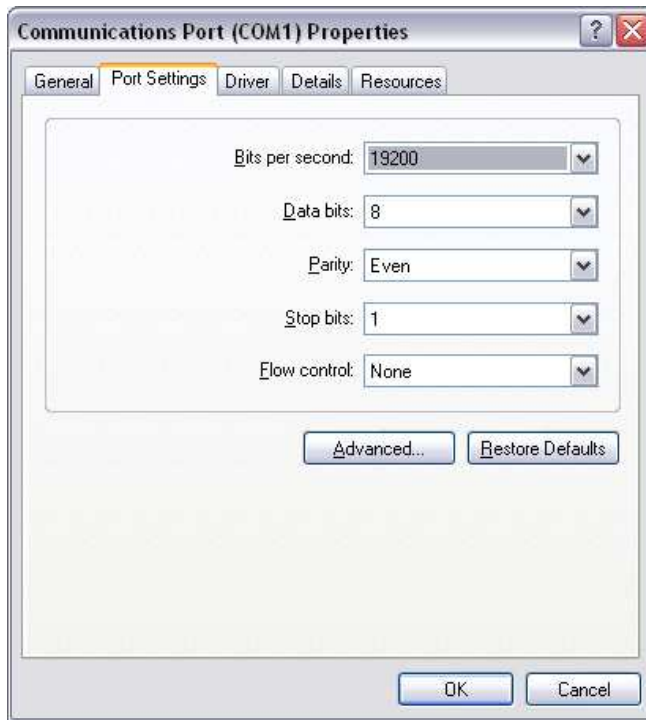 Communications Port (COM1) Properties
General Port Settings Driver Details Resources
Bits per second: 19200
Data bits: 8
Parity: Even
Stop bits: 1
Flow control: None
Advanced... Restore Defaults
OK Cancel